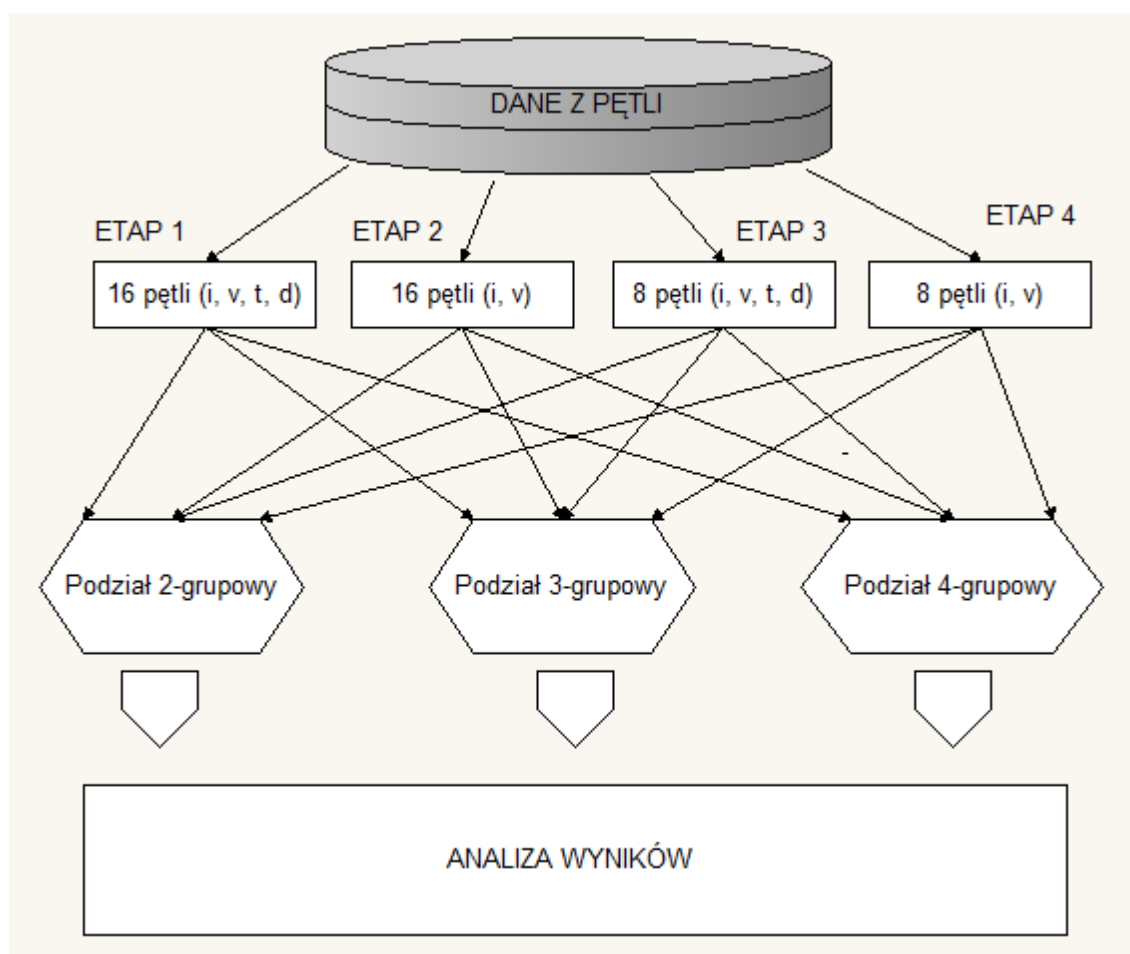 DANE Z PĘTLI
ETAP 1
ETAP 2
ETAP 3
ETAP 4
16 pętli (i, v, t, d)
16 pętli (i, v)
8 pętli (i, v, t, d)
8 pętli (i, v)
-
Podział 2-grupowy
Podział 3-grupowy
Podział 4-grupowy
ANALIZA WYNIKÓW